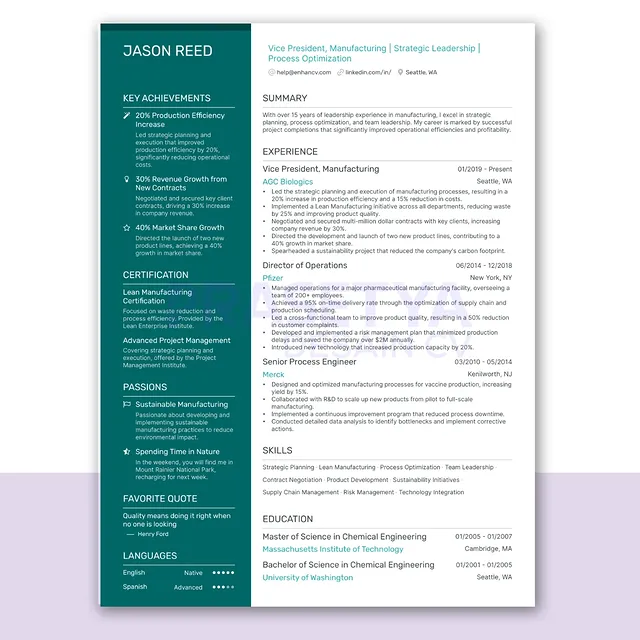 JASON REED
KEY ACHIEVEMENTS
20% Production Efficiency
Increase
Led strategic planning and
execution that improved
production efficiency by 20%,
significantly reducing operational
costs.
30% Revenue Growth from
New Contracts
Negotiated and secured key client
contracts, driving a 30% increase
in company revenue.
40% Market Share Growth
Directed the launch of two new
product lines, achieving a 40%
growth in market share.
CERTIFICATION
Lean Manufacturing
Certification
Focused on waste reduction and
process efficiency. Provided by the
Lean Enterprise Institute.
Advanced Project Management
Covering strategic planning and
execution, offered by the Project
Management Institute.
PASSIONS
Sustainable Manufacturing
Passionate about developing and
implementing sustainable
manufacturing practices to reduce
environmental impact.
Spending Time in Nature
In the weekend, you will find me in
Mount Rainier National Park,
recharging for next week.
FAVORITE QUOTE
Quality means doing it right when
no one is looking
— Henry Ford
LANGUAGES
English Native
Spanish Advanced
Vice President, Manufacturing | Strategic Leadership |
Process Optimization
help@enhancv.com linkedin.com/in/ Seattle, WA
SUMMARY
With over 15 years of leadership experience in manufacturing, I excel in strategic
planning, process optimization, and team leadership. My career is marked by successful
project completions that significantly improved operational efficiencies and profitability.
EXPERIENCE
Vice President, Manufacturing 01/2019 - Present
AGC Biologics Seattle, WA
• Led the strategic planning and execution of manufacturing processes, resulting in a
20% increase in production efficiency and a 15% reduction in costs.
• Implemented a Lean Manufacturing initiative across all departments, reducing waste
by 25% and improving product quality.
• Negotiated and secured multi-million dollar contracts with key clients, increasing
company revenue by 30%.
• Directed the development and launch of two new product lines, contributing to a
40% growth in market share.
• Spearheaded a sustainability project that reduced the company's carbon footprint.
Director of Operations 06/2014 - 12/2018
Pfizer New York, NY
• Managed operations for a major pharmaceutical manufacturing facility, overseeing a
team of 200+ employees.
• Achieved a 95% on-time delivery rate through the optimization of supply chain and
production scheduling.
• Led a cross-functional team to improve product quality, resulting in a 50% reduction
in customer complaints.
• Developed and implemented a risk management plan that minimized production
delays and saved the company over $2M annually.
• Introduced new technology that increased production capacity by 20%.
Senior Process Engineer 03/2010 - 05/2014
Merck Kenilworth, NJ
• Designed and optimized manufacturing processes for vaccine production, increasing
yield by 15%.
• Collaborated with R&D to scale up new products from pilot to full-scale
manufacturing.
• Implemented a continuous improvement program that reduced process downtime.
• Conducted detailed data analysis to identify bottlenecks and implement corrective
actions.
SKILLS
Strategic Planning · Lean Manufacturing · Process Optimization · Team Leadership
Contract Negotiation · Product Development · Sustainability Initiatives
Supply Chain Management · Risk Management · Technology Integration
EDUCATION
Master of Science in Chemical Engineering 01/2005 - 01/2007
Massachusetts Institute of Technology Cambridge, MA
Bachelor of Science in Chemical Engineering 01/2001 - 01/2005
University of Washington Seattle, WA